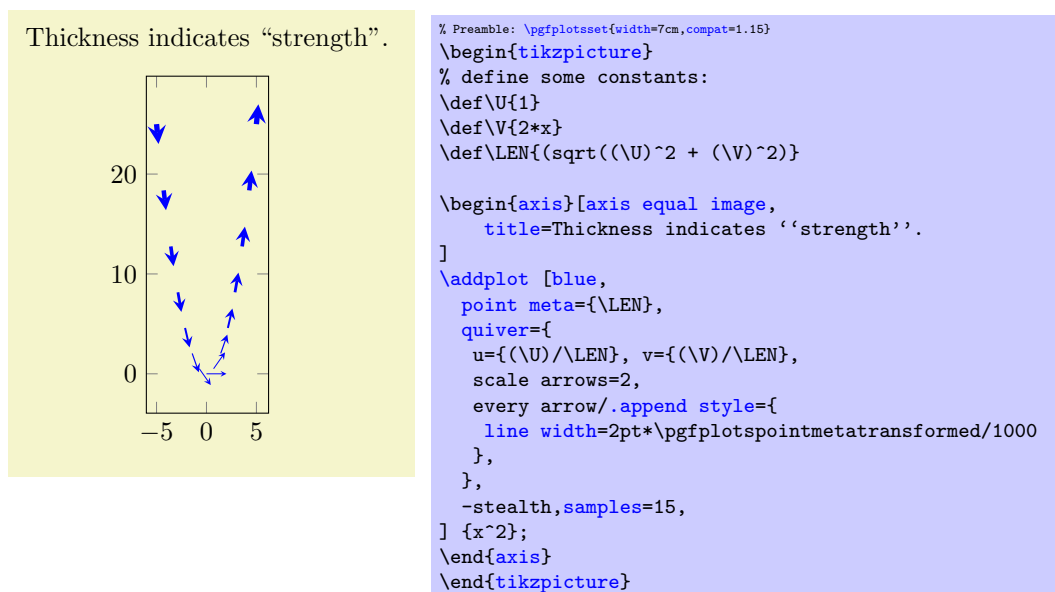 Thickness indicates “strength”.
20
10
0
−5 0 5
% Preamble: \pgfplotsset{width=7cm,compat=1.15}
\begin{tikzpicture}
% define some constants:
\def\U{1}
\def\V{2*x}
\def\LEN{(sqrt((\U)^2 + (\V)^2)}
\begin{axis}[axis equal image,
title=Thickness indicates ‘‘strength’’.
]
\addplot [blue,
point meta={\LEN},
quiver={
u={(\U)/\LEN}, v={(\V)/\LEN},
scale arrows=2,
every arrow/.append style={
line width=2pt*\pgfplotspointmetatransformed/1000
},
},
-stealth,samples=15,
] {x^2};
\end{axis}
\end{tikzpicture}